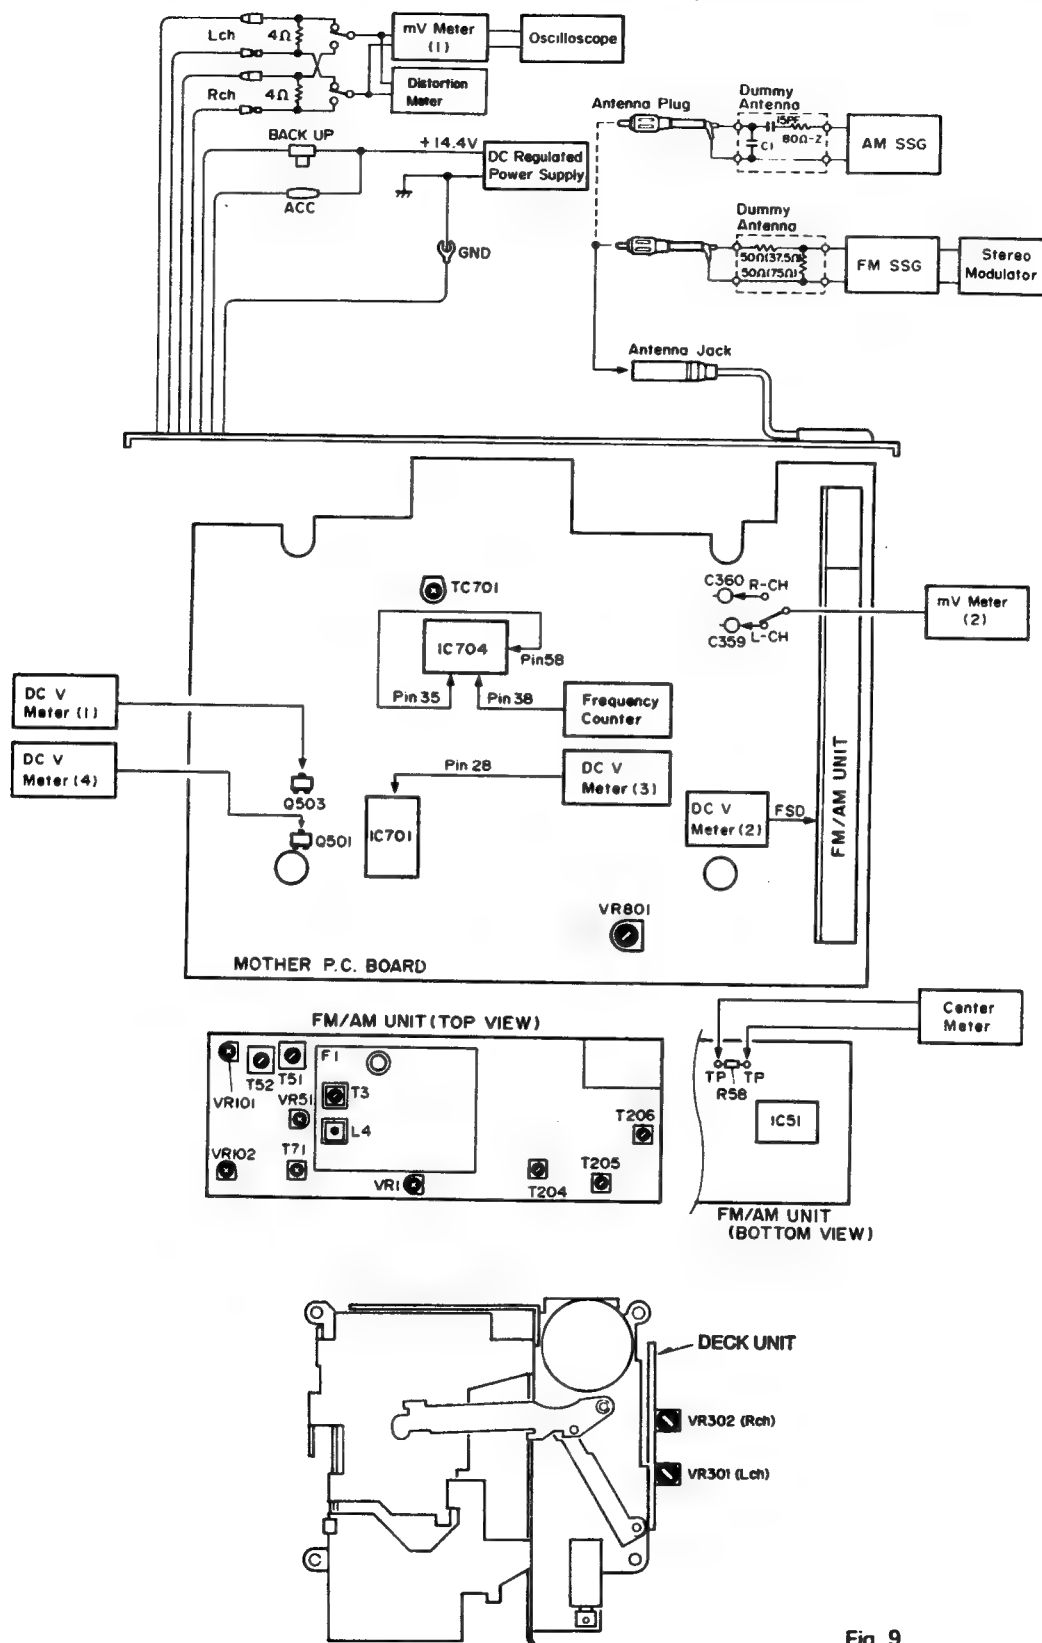 Lch
4Ω
Rch
4Ω
mV Meter
(1)
Oscilloscope
Distortion
Meter
BACK UP
+14.4V
DC Regulated
Power Supply
ACC
GND
Antenna Plug
Dummy
Antenna
15PF
80Ω-Z
C1
AM SSG
Dummy
Antenna
50Ω(37.5Ω)
50Ω(75Ω)
FM SSG
Stereo
Modulator
Antenna Jack
TC701
IC704
Pin58
Pin35
Pin38
Frequency
Counter
C360
R-CH
C359
L-CH
mV Meter
(2)
DC V
Meter (1)
DC V
Meter (4)
Q503
Q501
Pin 28
IC701
DC V
Meter (3)
DC V
Meter (2)
FSD
FM/AM UNIT
VR801
MOTHER P.C. BOARD
FM/AM UNIT (TOP VIEW)
VR101
T52
T51
F1
T3
VR51
L4
VR102
T71
VR1
T204
T205
T206
Center
Meter
TP
TP
R58
IC51
FM/AM UNIT
(BOTTOM VIEW)
DECK UNIT
VR302 (Rch)
VR301 (Lch)
Fig. 9